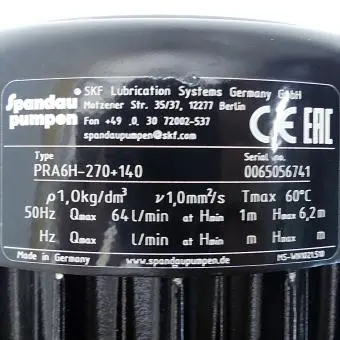 Spandau pumpen
SKF Lubrication Systems Germany GmbH
Motzener Str. 35/37, 12277 Berlin
Fon +49 .0. 30 72002-537
spandaupumpen@skf.com
CE EAC
Type Serial no.
PRA6H-270+140 0065056741
ρ1,0kg/dm³ ν1,0mm²/s Tmax 60°C
50Hz Qmax 64 l/min at Hmin 1m Hmax 6,2m
Hz Qmax l/min at Hmin m Hmax m
Made in Germany www.spandaupumpen.de